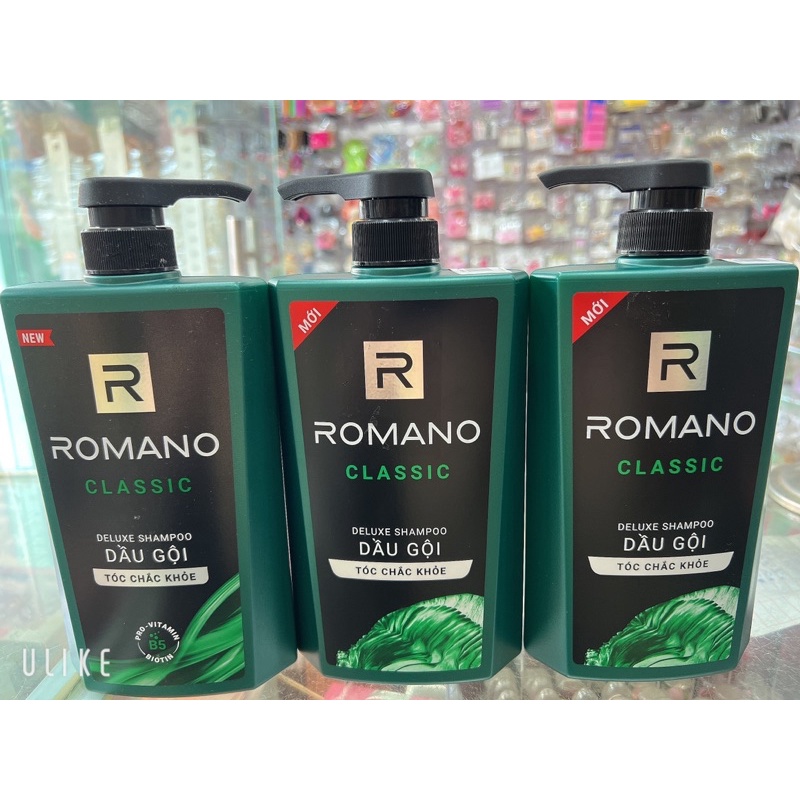 NEW
R
ROMANO
CLASSIC
DELUXE SHAMPOO
DẦU GỘI
TÓC CHẮC KHỎE
PRO-VITAMIN
B5
BIOTIN
MỚI
R
ROMANO
CLASSIC
DELUXE SHAMPOO
DẦU GỘI
TÓC CHẮC KHỎE
MỚI
R
ROMANO
CLASSIC
DELUXE SHAMPOO
DẦU GỘI
TÓC CHẮC KHỎE
ULIKE